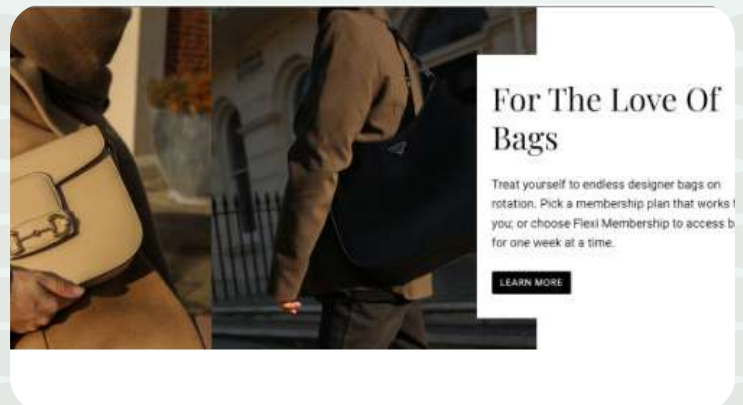 For The Love Of
Bags
Treat yourself to endless designer bags on
rotation. Pick a membership plan that works
you; or choose Flexi Membership to access
for one week at a time.
LEARN MORE